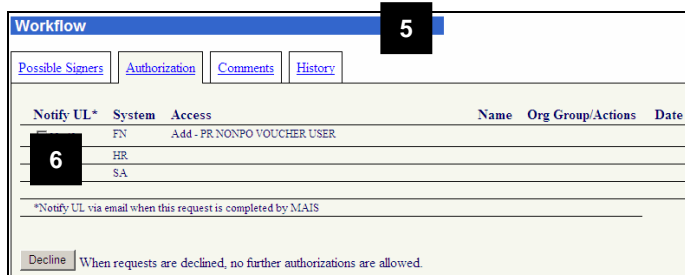 Workflow
5
Possible Signers Authorization Comments History
Notify UL* System Access Name Org Group/Actions Date
FN Add - PR NONPO VOUCHER USER
6
HR
SA
*Notify UL via email when this request is completed by MAIS
Decline When requests are declined, no further authorizations are allowed.